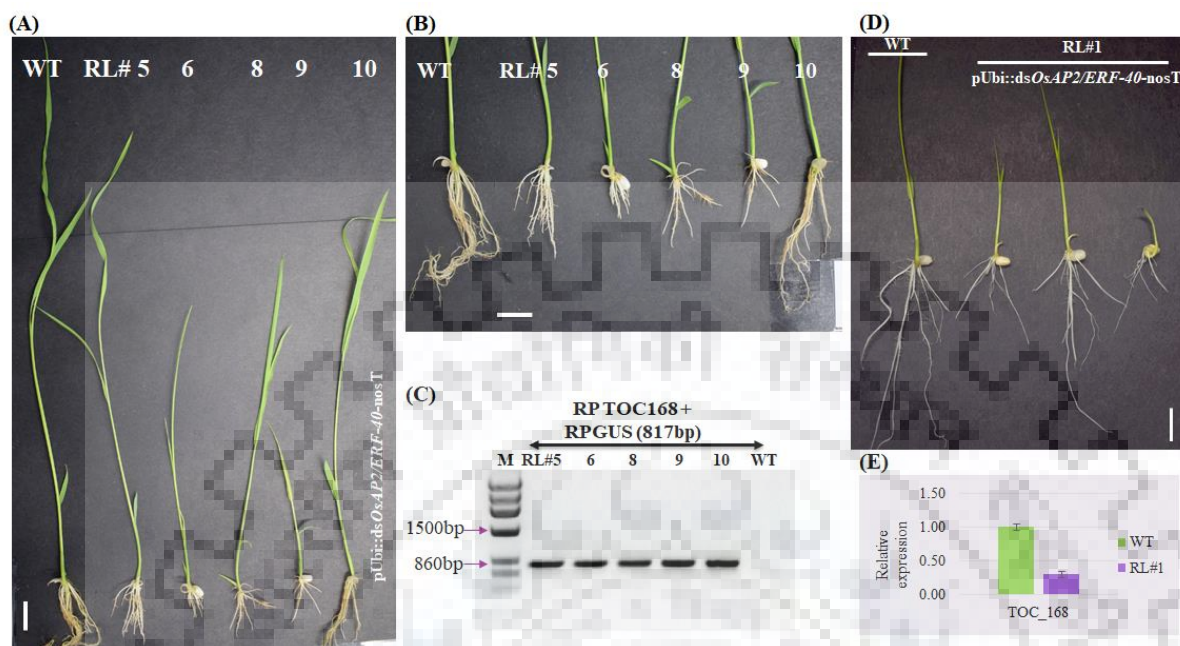 (A)
WT RL# 5 6 8 9 10
pUbi::dsOsAP2/ERF-40-nosT
(B)
WT RL# 5 6 8 9 10
(C)
RP TOC168 +
RPGUS (817bp)
M RL#5 6 8 9 10 WT
1500bp
860bp
(D)
WT RL#1
pUbi::dsOsAP2/ERF-40-nosT
(E)
Relative
expression
1.50
1.00
0.50
0.00
TOC_168
WT
RL#1